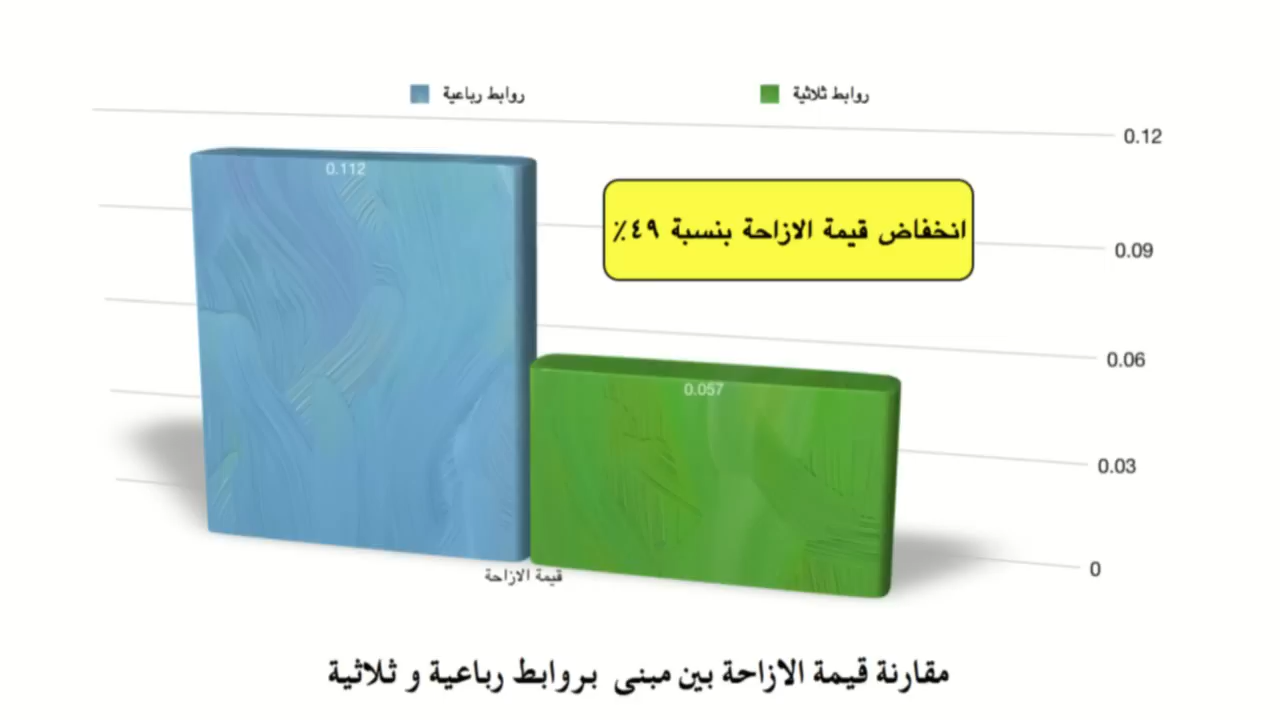 روابط رباعية
روابط ثلاثية
0.12
0.112
انخفاض قيمة الازاحة بنسبة ٤٩٪
0.09
0.06
0.057
0.03
0
قيمة الازاحة
مقارنة قيمة الازاحة بين مبنى بروابط رباعية و ثلاثية